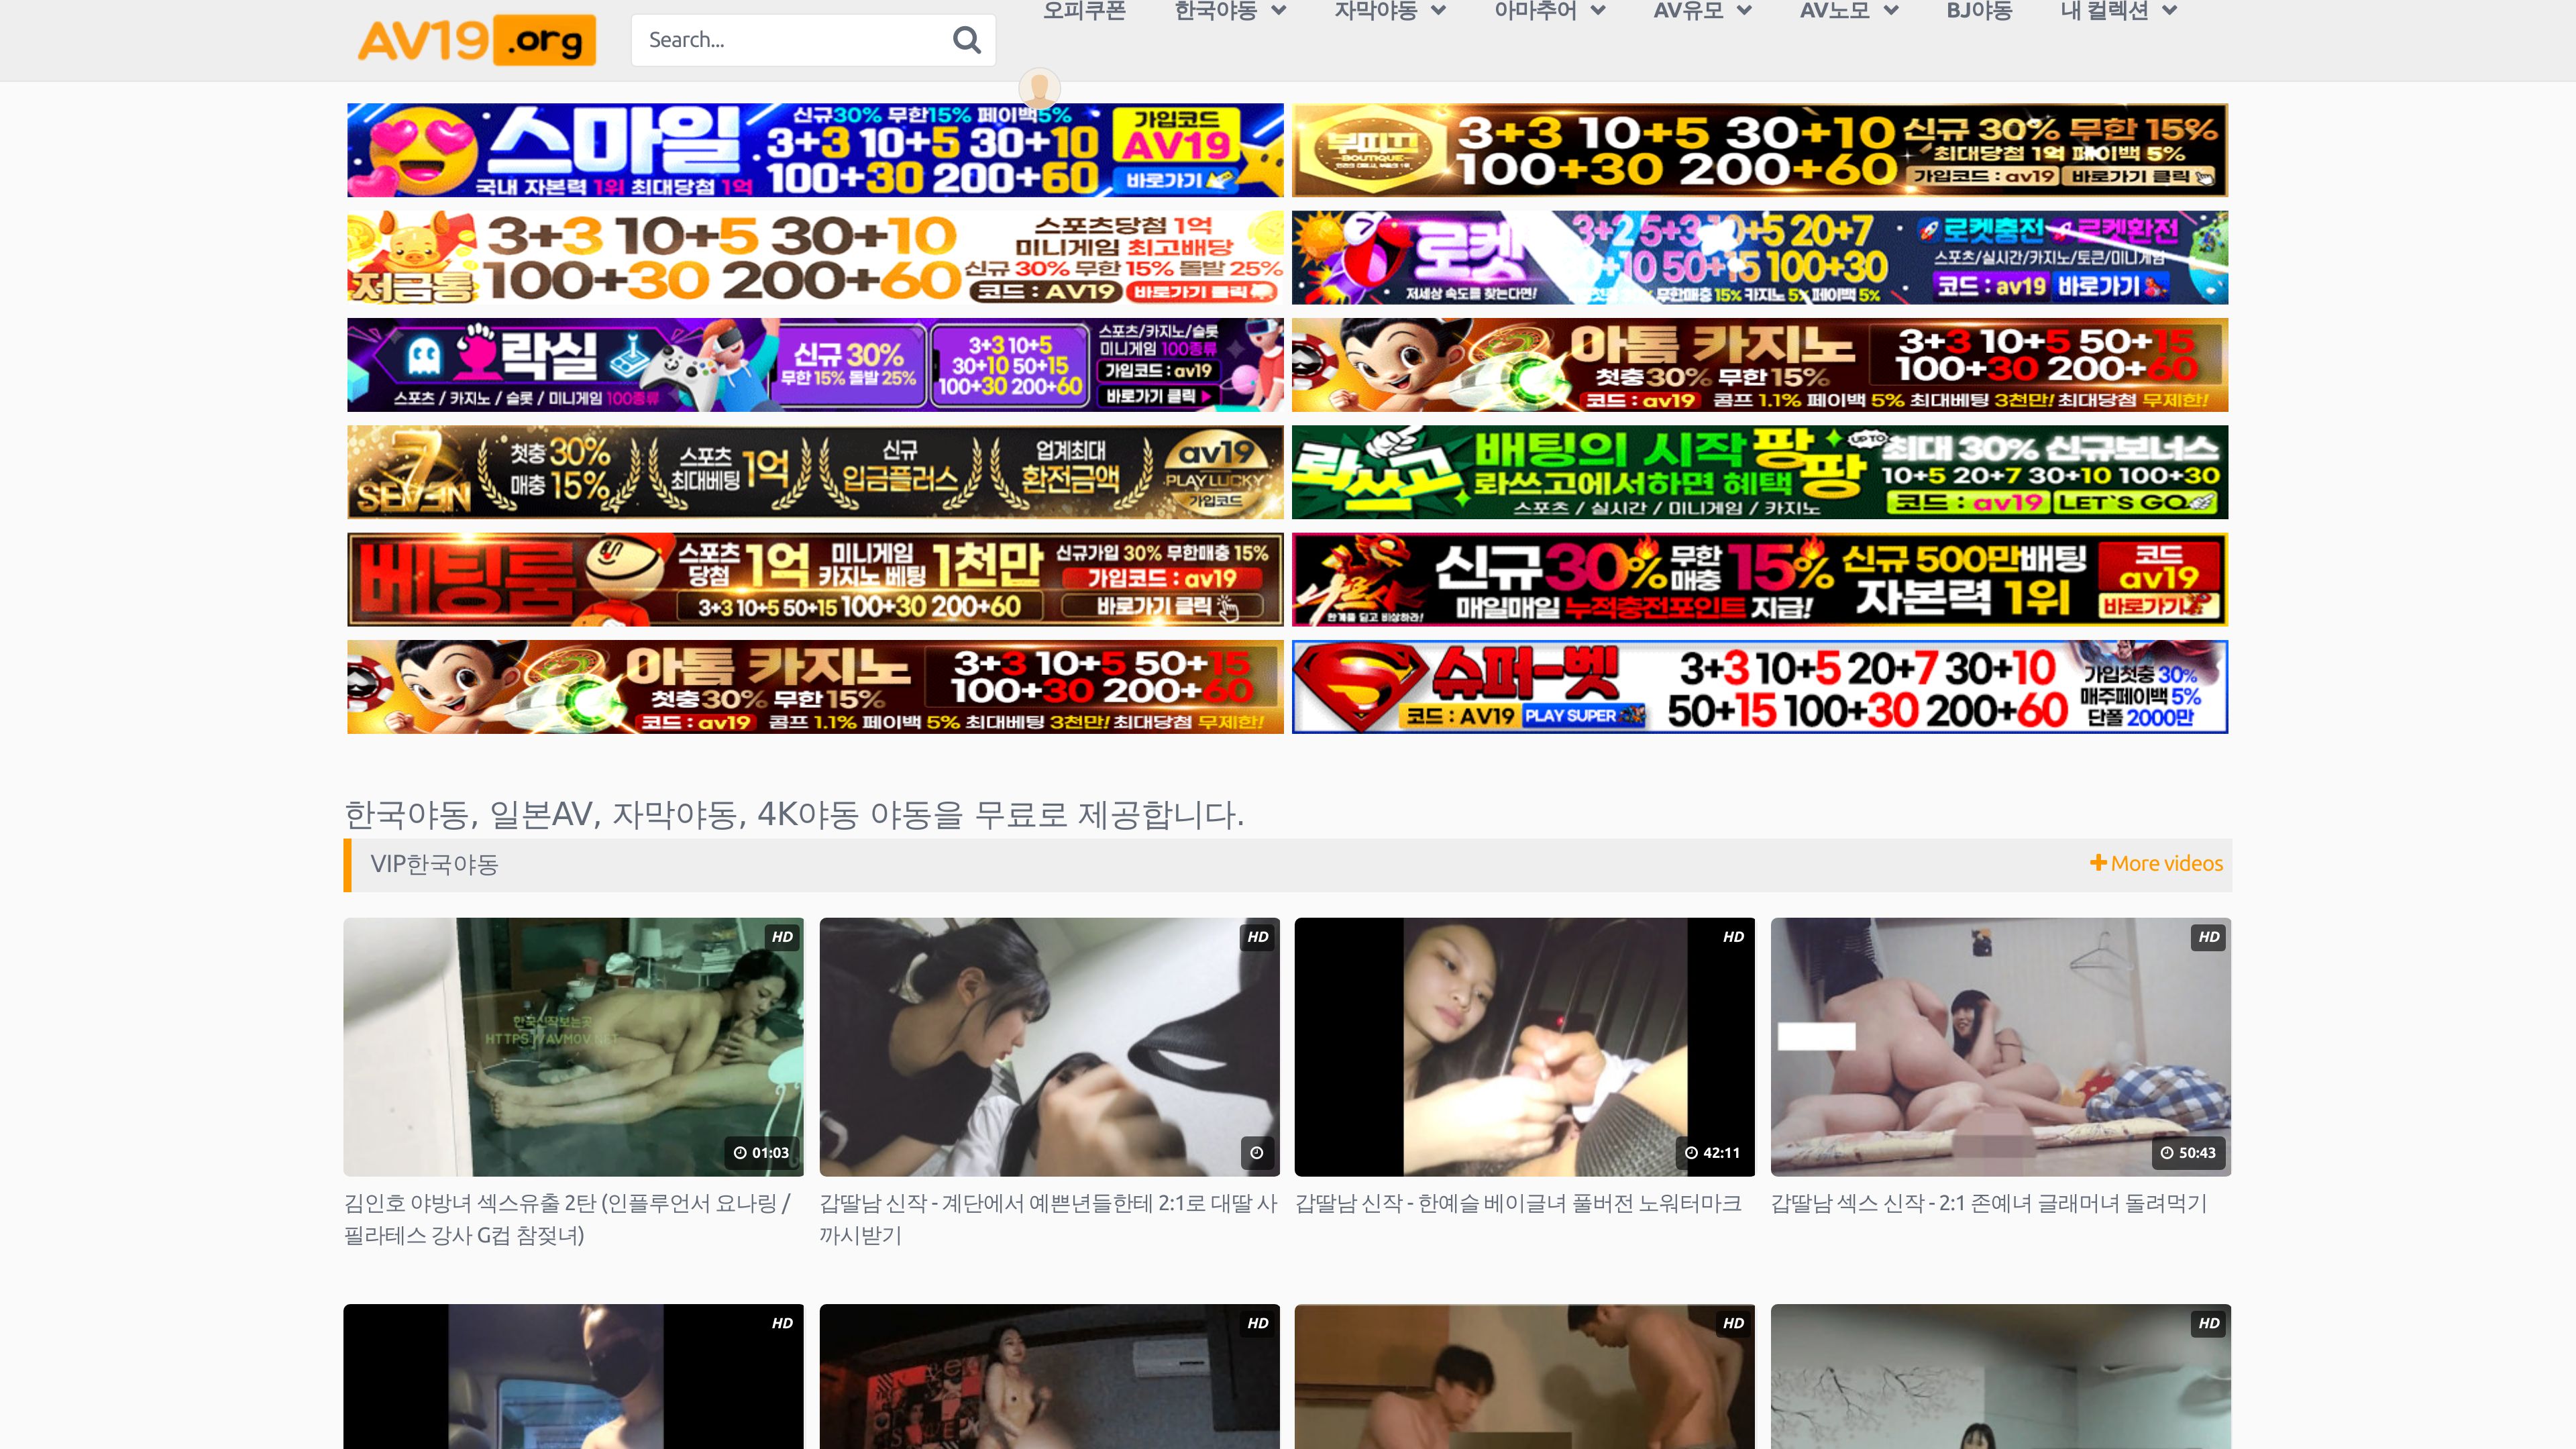 AV19.org
Search...
오피쿠폰 한국야동 자막야동 아마추어 AV유모 AV노모 BJ야동 내 컬렉션
스마일
신규30% 무한15% 페이백5%
3+3 10+5 30+10
100+30 200+60
국내 자본력 1위 최대당첨 1억
가입코드
AV19
바로가기
부띠끄
BOUTIQUE
3+3 10+5 30+10
100+30 200+60
신규 30% 무한 15%
최대당첨 1억 페이백 5%
가입코드 : av19 바로가기 클릭
저금통
3+3 10+5 30+10
100+30 200+60
스포츠당첨 1억
미니게임 최고배당
신규 30% 무한 15% 돌발 25%
코드 : AV19 바로가기 클릭
로켓
저세상 속도를 찾는다면!
50+15 100+30
무한매충 15% 카지노 5% 페이백 5%
로켓충전 로켓환전
스포츠/실시간/카지노/토큰/미니게임
코드 : av19 바로가기
락실
스포츠 / 카지노 / 슬롯 / 미니게임 100종류
신규 30%
무한 15% 돌발 25%
3+3 10+5
30+10 50+15
100+30 200+60
스포츠/카지노/슬롯
미니게임 100종류
가입코드 : av19
바로가기 클릭
아톰 카지노
첫충30% 무한15%
3+3 10+5 50+15
100+30 200+60
코드 : av19 콤프 1.1% 페이백 5% 최대베팅 3천만! 최대당첨 무제한!
7
SEVEN
첫충 30%
매충 15%
스포츠
최대베팅 1억
신규
입금플러스
업계최대
환전금액
av19
PLAY LUCKY
가입코드
롸쓰고
배팅의 시작 팡팡
롸쓰고에서하면 혜택
스포츠 / 실시간 / 미니게임 / 카지노
UP TO
최대 30% 신규보너스
10+5 20+7 30+10 100+30
코드 : av19 LET`S GO
베팅룸
스포츠 당첨 1억 미니게임 카지노 베팅 1천만
3+3 10+5 50+15 100+30 200+60
신규가입 30% 무한매충 15%
가입코드 : av19
바로가기 클릭
한계를 딛고 비상하라!
신규30% 무한매충 15% 신규 500만배팅
매일매일 누적충전포인트 지급! 자본력 1위
코드
av19
바로가기
아톰 카지노
첫충30% 무한15%
3+3 10+5 50+15
100+30 200+60
코드 : av19 콤프 1.1% 페이백 5% 최대베팅 3천만! 최대당첨 무제한!
슈퍼-벳
코드 : AV19 PLAY SUPER
3+3 10+5 20+7 30+10
50+15 100+30 200+60
가입첫충 30%
매주페이백 5%
단폴 2000만
한국야동, 일본AV, 자막야동, 4K야동 야동을 무료로 제공합니다.
VIP한국야동
More videos
HD
한국신작보는곳
HTTPS://AVMOV.NET
01:03
HD
HD
42:11
HD
50:43
김인호 야방녀 섹스유출 2탄 (인플루언서 요나링 /
필라테스 강사 G컵 참젖녀)
갑딸남 신작 - 계단에서 예쁜년들한테 2:1로 대딸 사
까시받기
갑딸남 신작 - 한예슬 베이글녀 풀버전 노워터마크
갑딸남 섹스 신작 - 2:1 존예녀 글래머녀 돌려먹기
HD
HD
HD
HD